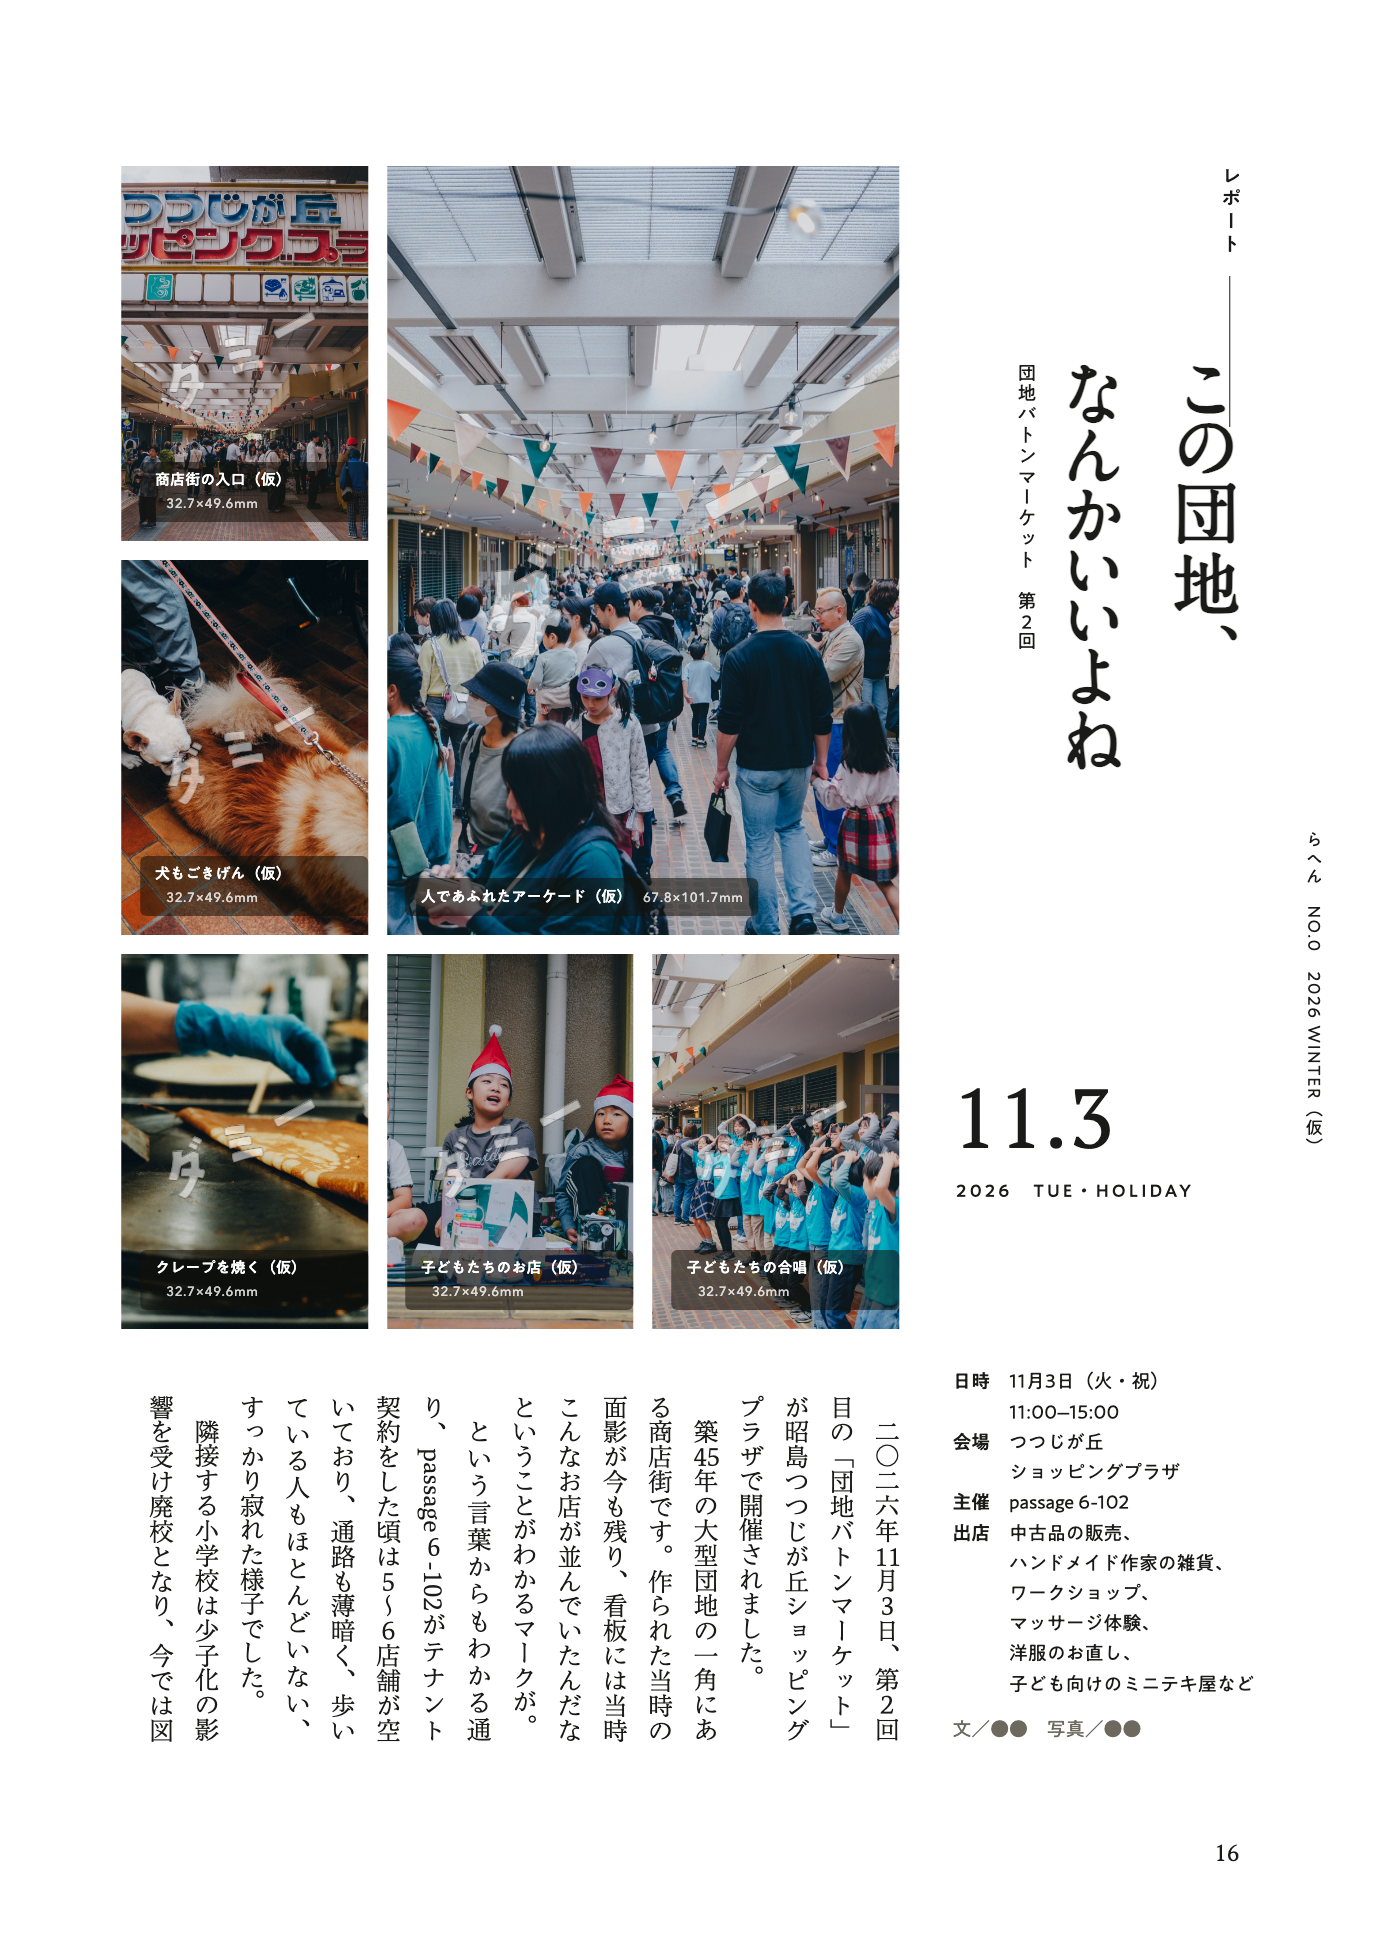 レポート
この団地、
なんかいいよね
団地バトンマーケット　第2回
らへん　NO.0　2026 WINTER（仮）
つつじが丘
ッピングプラ
ダミー
商店街の入口（仮）
32.7×49.6mm
ダミー
人であふれたアーケード（仮）　67.8×101.7mm
ダミー
犬もごきげん（仮）
32.7×49.6mm
ダミー
クレープを焼く（仮）
32.7×49.6mm
ダミー
子どもたちのお店（仮）
32.7×49.6mm
ダミー
子どもたちの合唱（仮）
32.7×49.6mm
11.3
2026　TUE・HOLIDAY
日時　11月3日（火・祝）
11:00–15:00
会場　つつじが丘
ショッピングプラザ
主催　passage 6-102
出店　中古品の販売、
ハンドメイド作家の雑貨、
ワークショップ、
マッサージ体験、
洋服のお直し、
子ども向けのミニテキ屋など
文／●●　写真／●●
二〇二六年11月3日、第2回
目の「団地バトンマーケット」
が昭島つつじが丘ショッピング
プラザで開催されました。
築45年の大型団地の一角にあ
る商店街です。作られた当時の
面影が今も残り、看板には当時
こんなお店が並んでいたんだな
ということがわかるマークが。
という言葉からもわかる通
り、passage 6-102がテナント
契約をした頃は5〜6店舗が空
いており、通路も薄暗く、歩い
ている人もほとんどいない、
すっかり寂れた様子でした。
隣接する小学校は少子化の影
響を受け廃校となり、今では図
16